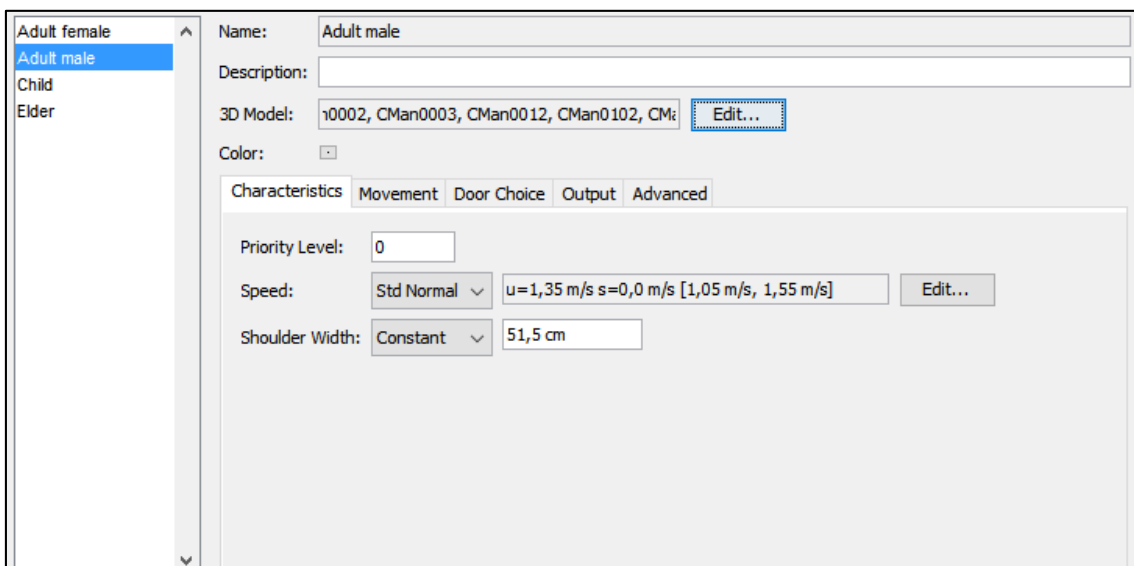 Adult female
Adult male
Child
Elder
Name: Adult male
Description:
3D Model: 0002, CMan0003, CMan0012, CMan0102, CMa Edit...
Color:
Characteristics Movement Door Choice Output Advanced
Priority Level: 0
Speed: Std Normal u=1,35 m/s s=0,0 m/s [1,05 m/s, 1,55 m/s] Edit...
Shoulder Width: Constant 51,5 cm